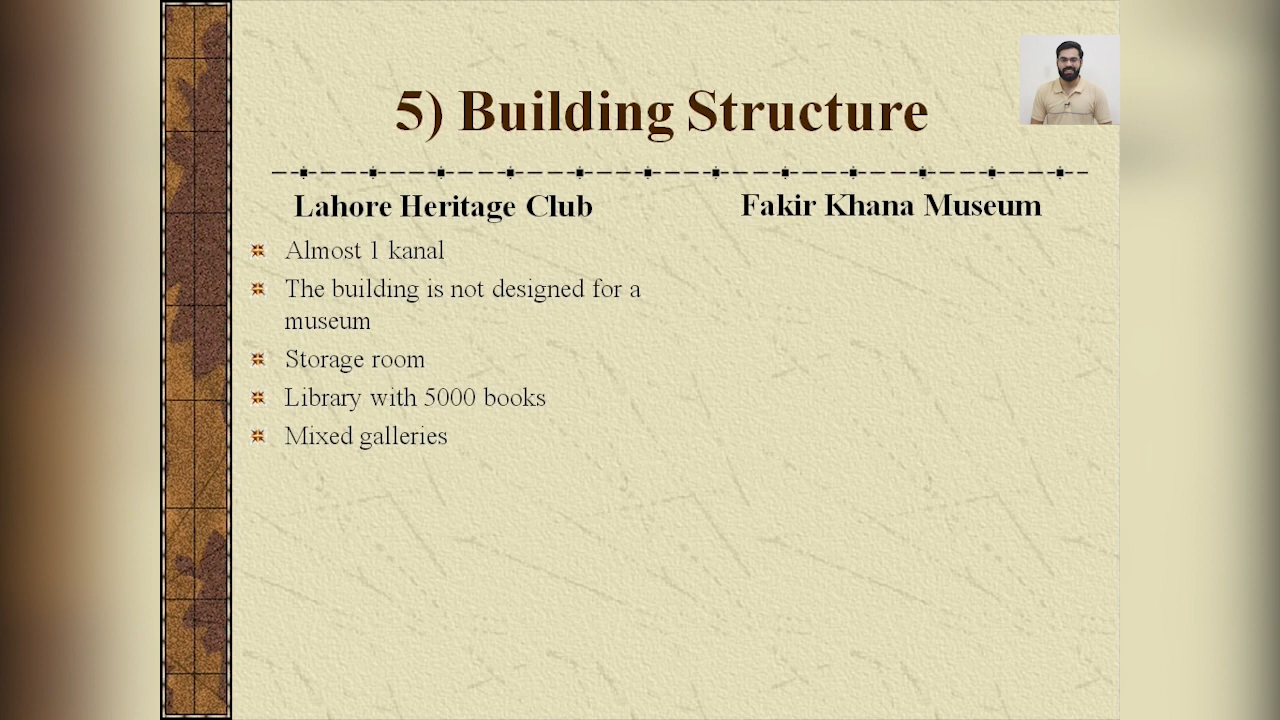 5) Building Structure
Lahore Heritage Club
Almost 1 kanal
The building is not designed for a
museum
Storage room
Library with 5000 books
Mixed galleries
Fakir Khana Museum